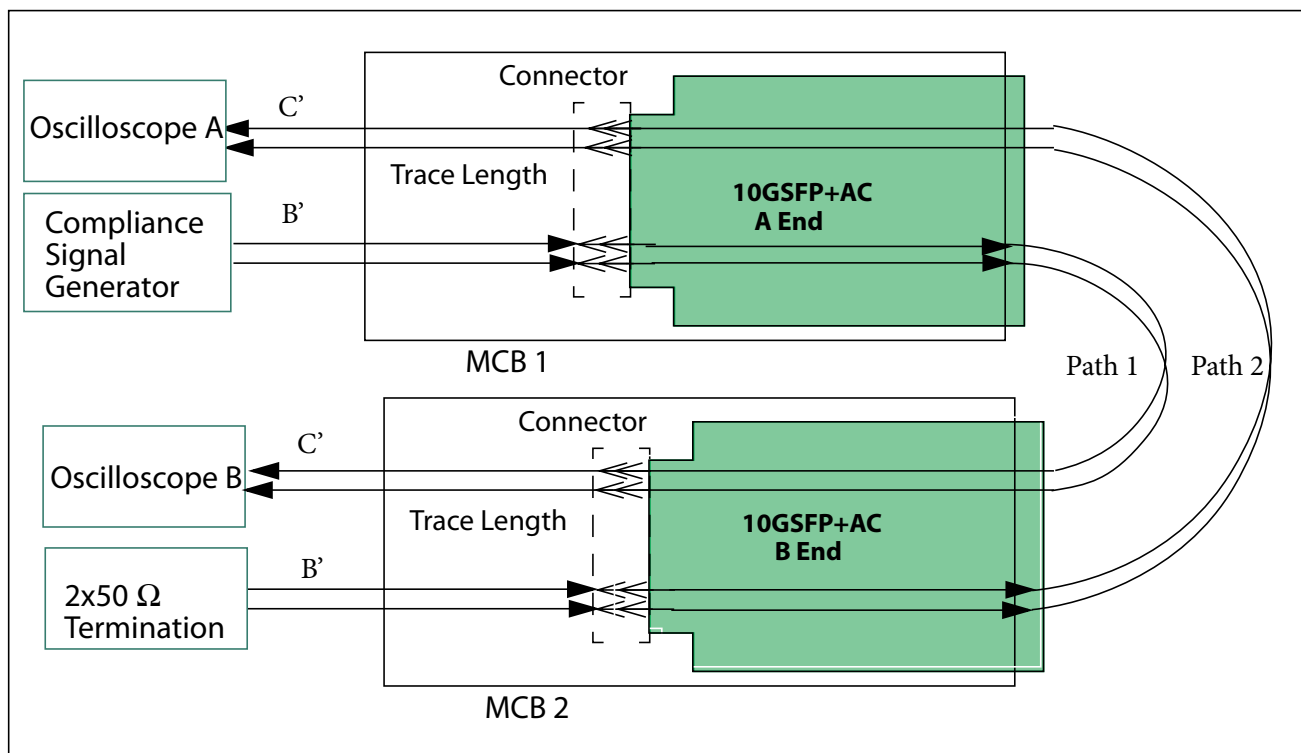 Connector
C’
Oscilloscope A
Trace Length
10GSFP+AC
A End
B’
Compliance
Signal
Generator
MCB 1
Path 1
Path 2
Connector
C’
Oscilloscope B
Trace Length
10GSFP+AC
B End
B’
2x50 Ω
Termination
MCB 2